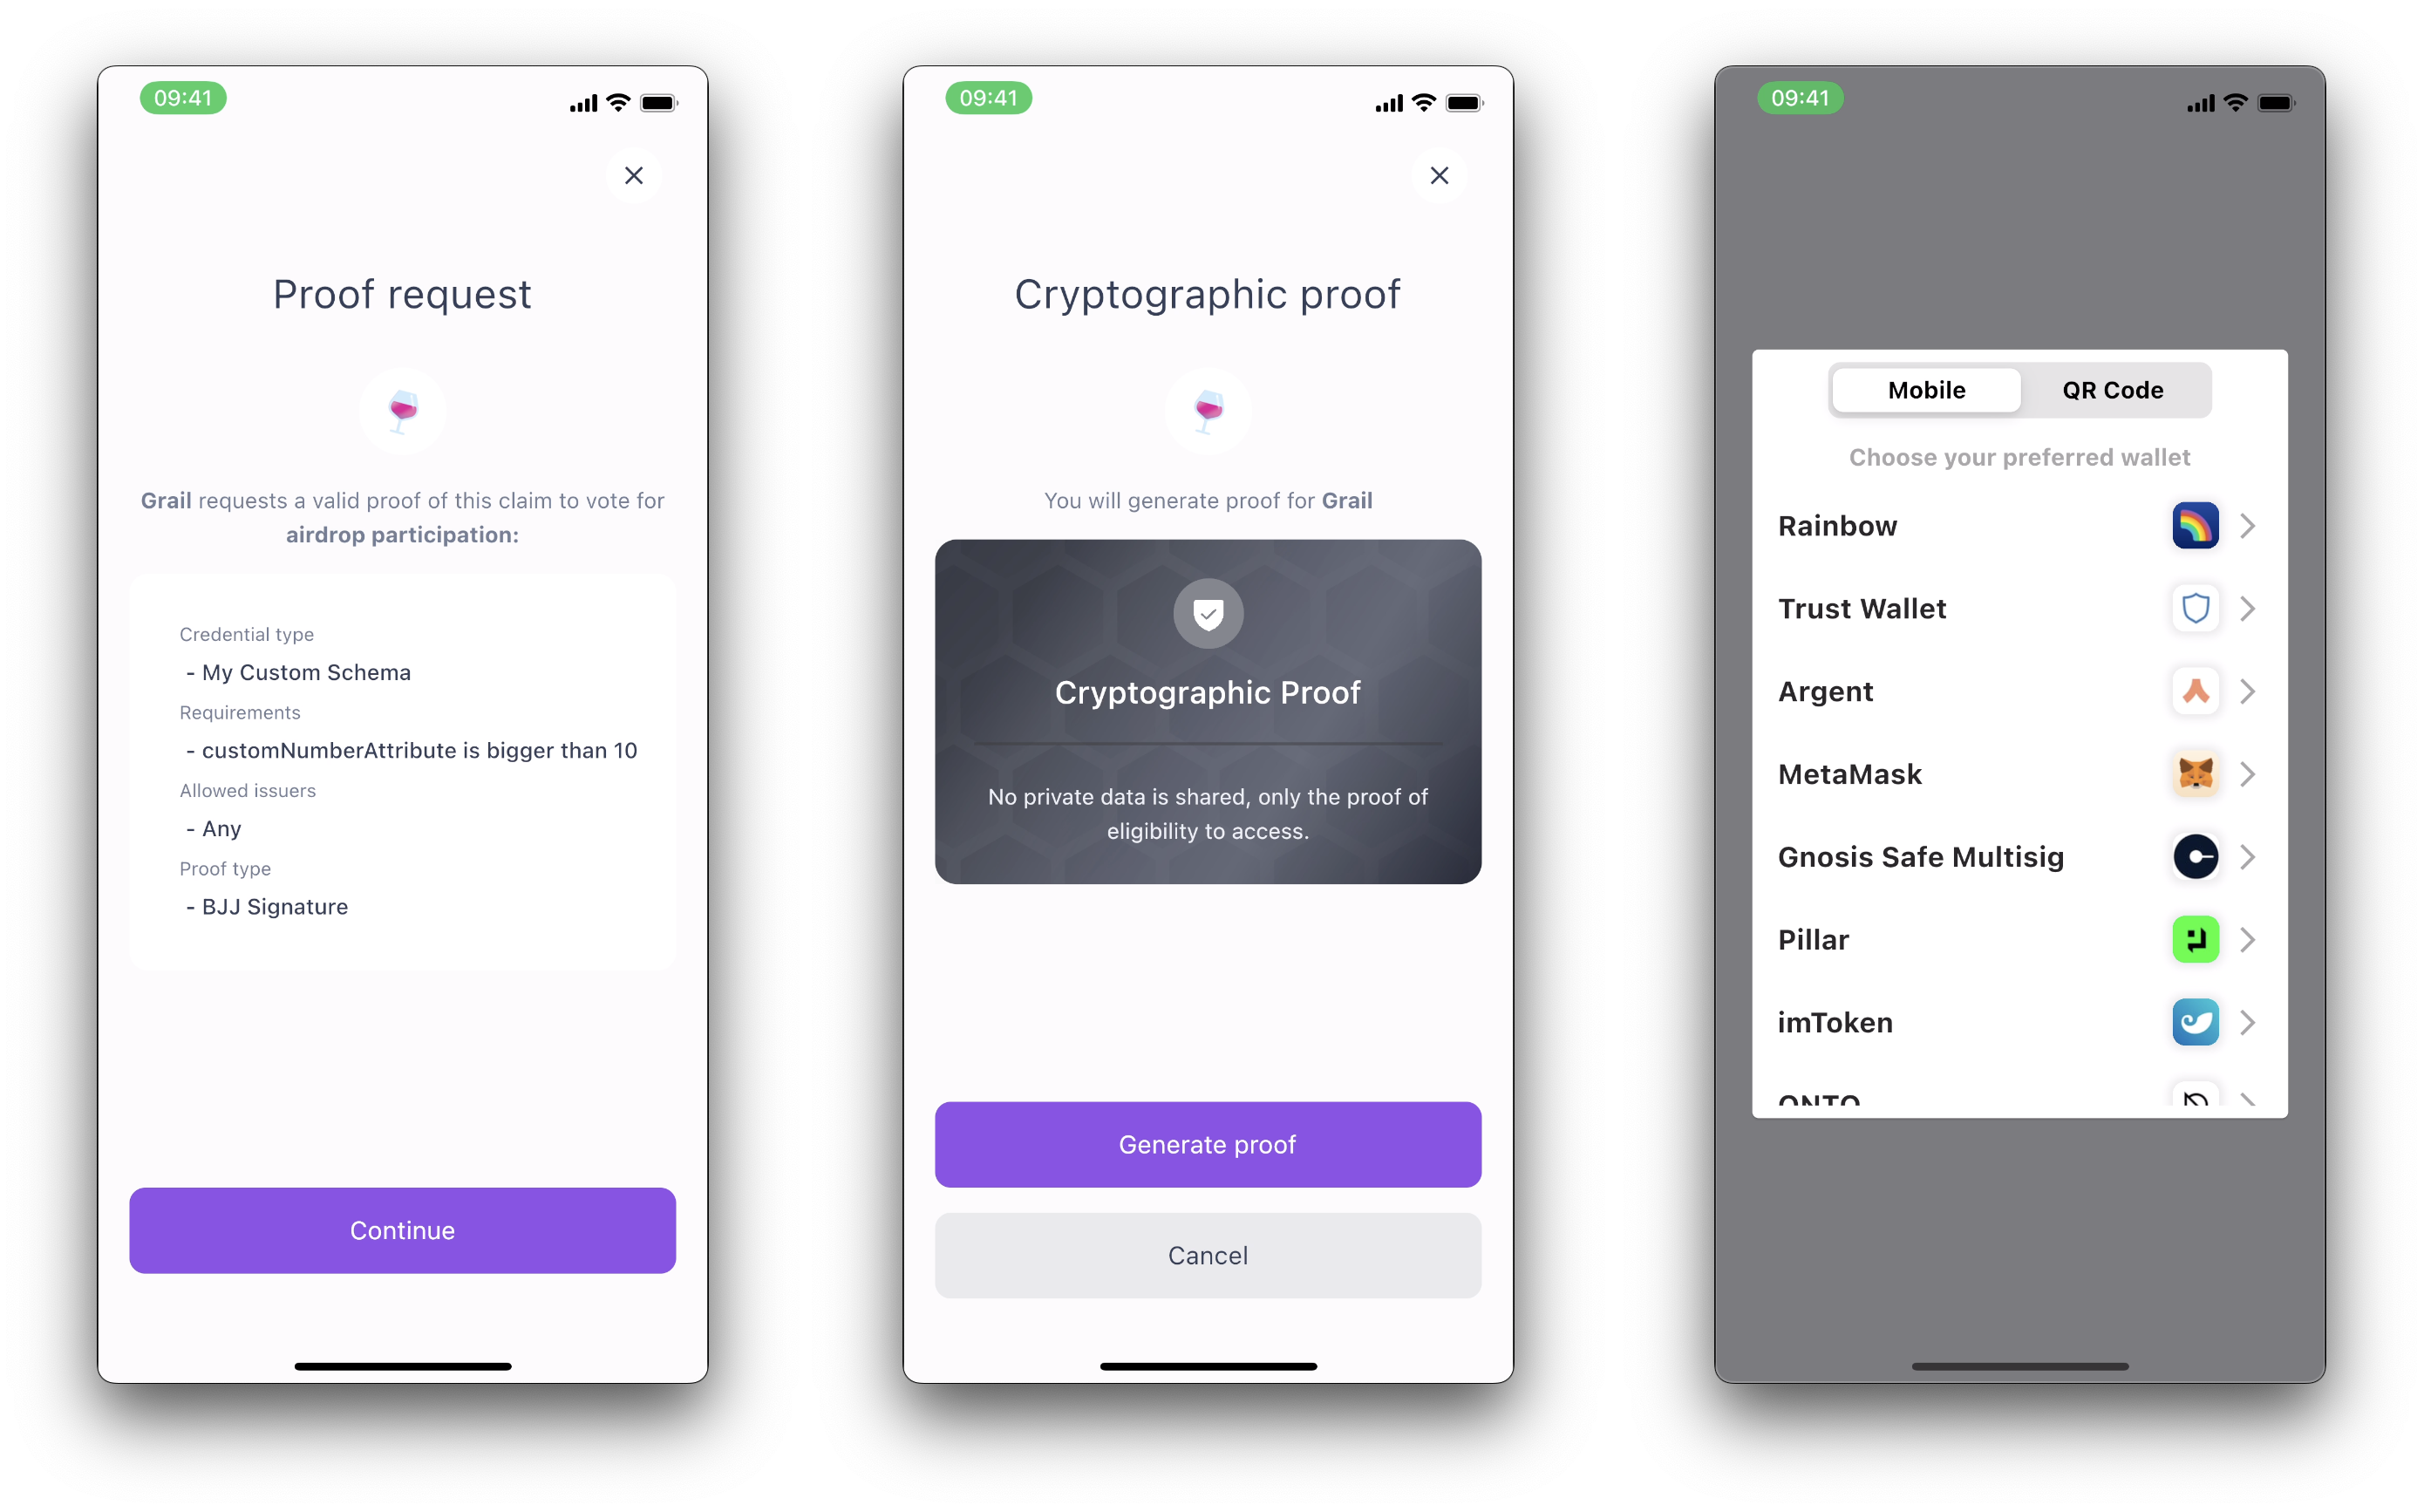 09:41
Proof request
Grail requests a valid proof of this claim to vote for
airdrop participation:
Credential type
- My Custom Schema
Requirements
- customNumberAttribute is bigger than 10
Allowed issuers
- Any
Proof type
- BJJ Signature
Continue
09:41
Cryptographic proof
You will generate proof for Grail
Cryptographic Proof
No private data is shared, only the proof of
eligibility to access.
Generate proof
Cancel
09:41
Mobile QR Code
Choose your preferred wallet
Rainbow
Trust Wallet
Argent
MetaMask
Gnosis Safe Multisig
Pillar
imToken
ONTO